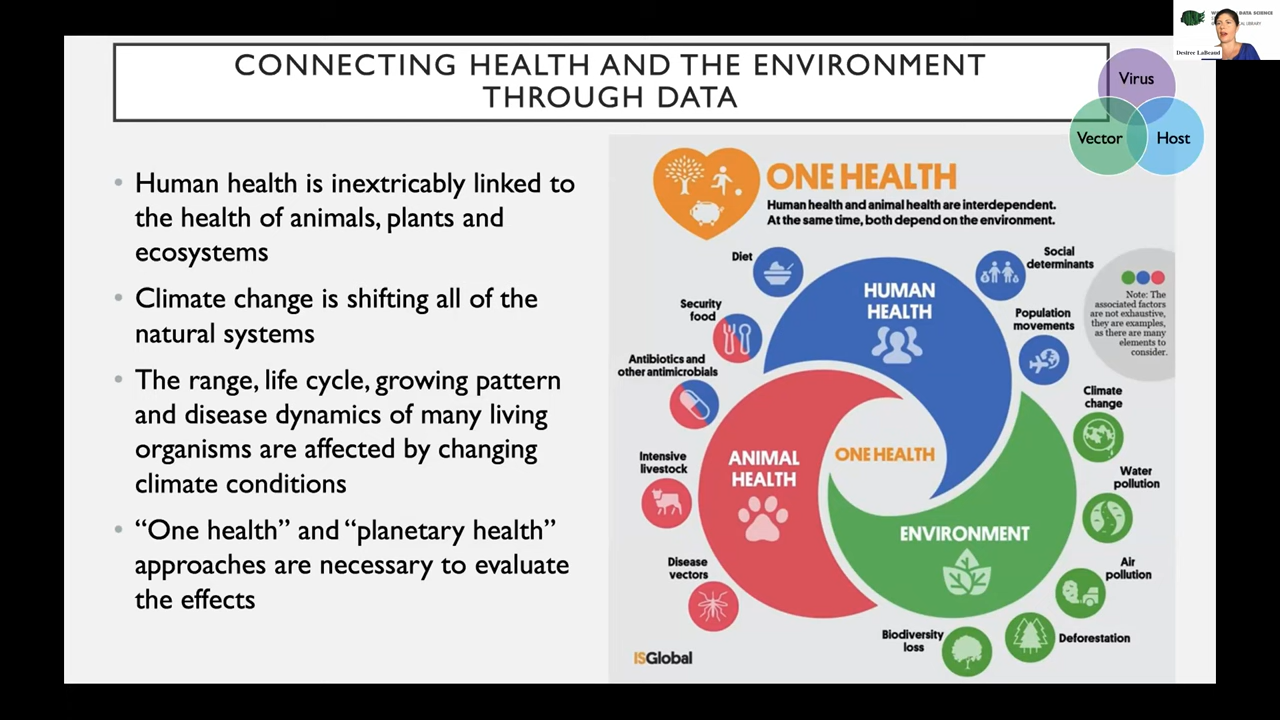 CONNECTING HEALTH AND THE ENVIRONMENT
THROUGH DATA
Desiree LaBeaud
DATA SCIENCE
LIBRARY
Virus
Vector
Host
• Human health is inextricably linked to
the health of animals, plants and
ecosystems
• Climate change is shifting all of the
natural systems
• The range, life cycle, growing pattern
and disease dynamics of many living
organisms are affected by changing
climate conditions
• “One health” and “planetary health”
approaches are necessary to evaluate
the effects
ONE HEALTH
Human health and animal health are interdependent.
At the same time, both depend on the environment.
Diet
Security
food
Antibiotics and
other antimicrobials
Intensive
livestock
Disease
vectors
HUMAN
HEALTH
ANIMAL
HEALTH
ONE HEALTH
ENVIRONMENT
Social
determinants
Population
movements
Note: The
associated factors
are not exhaustive,
they are examples,
as there are many
elements to
consider.
Climate
change
Water
pollution
Air
pollution
Deforestation
Biodiversity
loss
ISGlobal